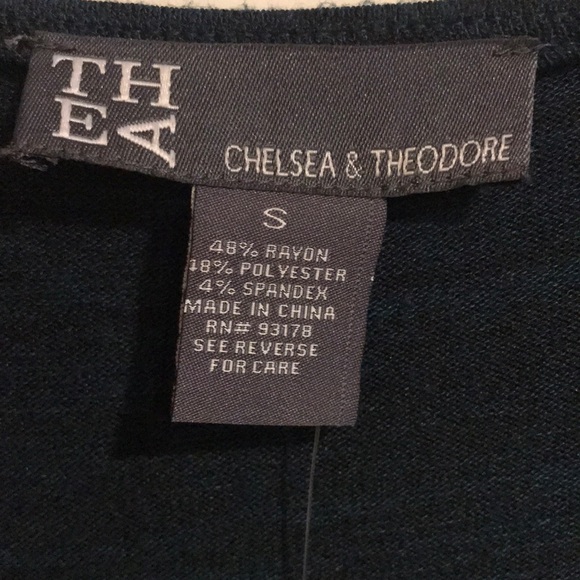 TH
EA
CHELSEA & THEODORE
S
48% RAYON
48% POLYESTER
4% SPANDEX
MADE IN CHINA
RN# 93178
SEE REVERSE
FOR CARE